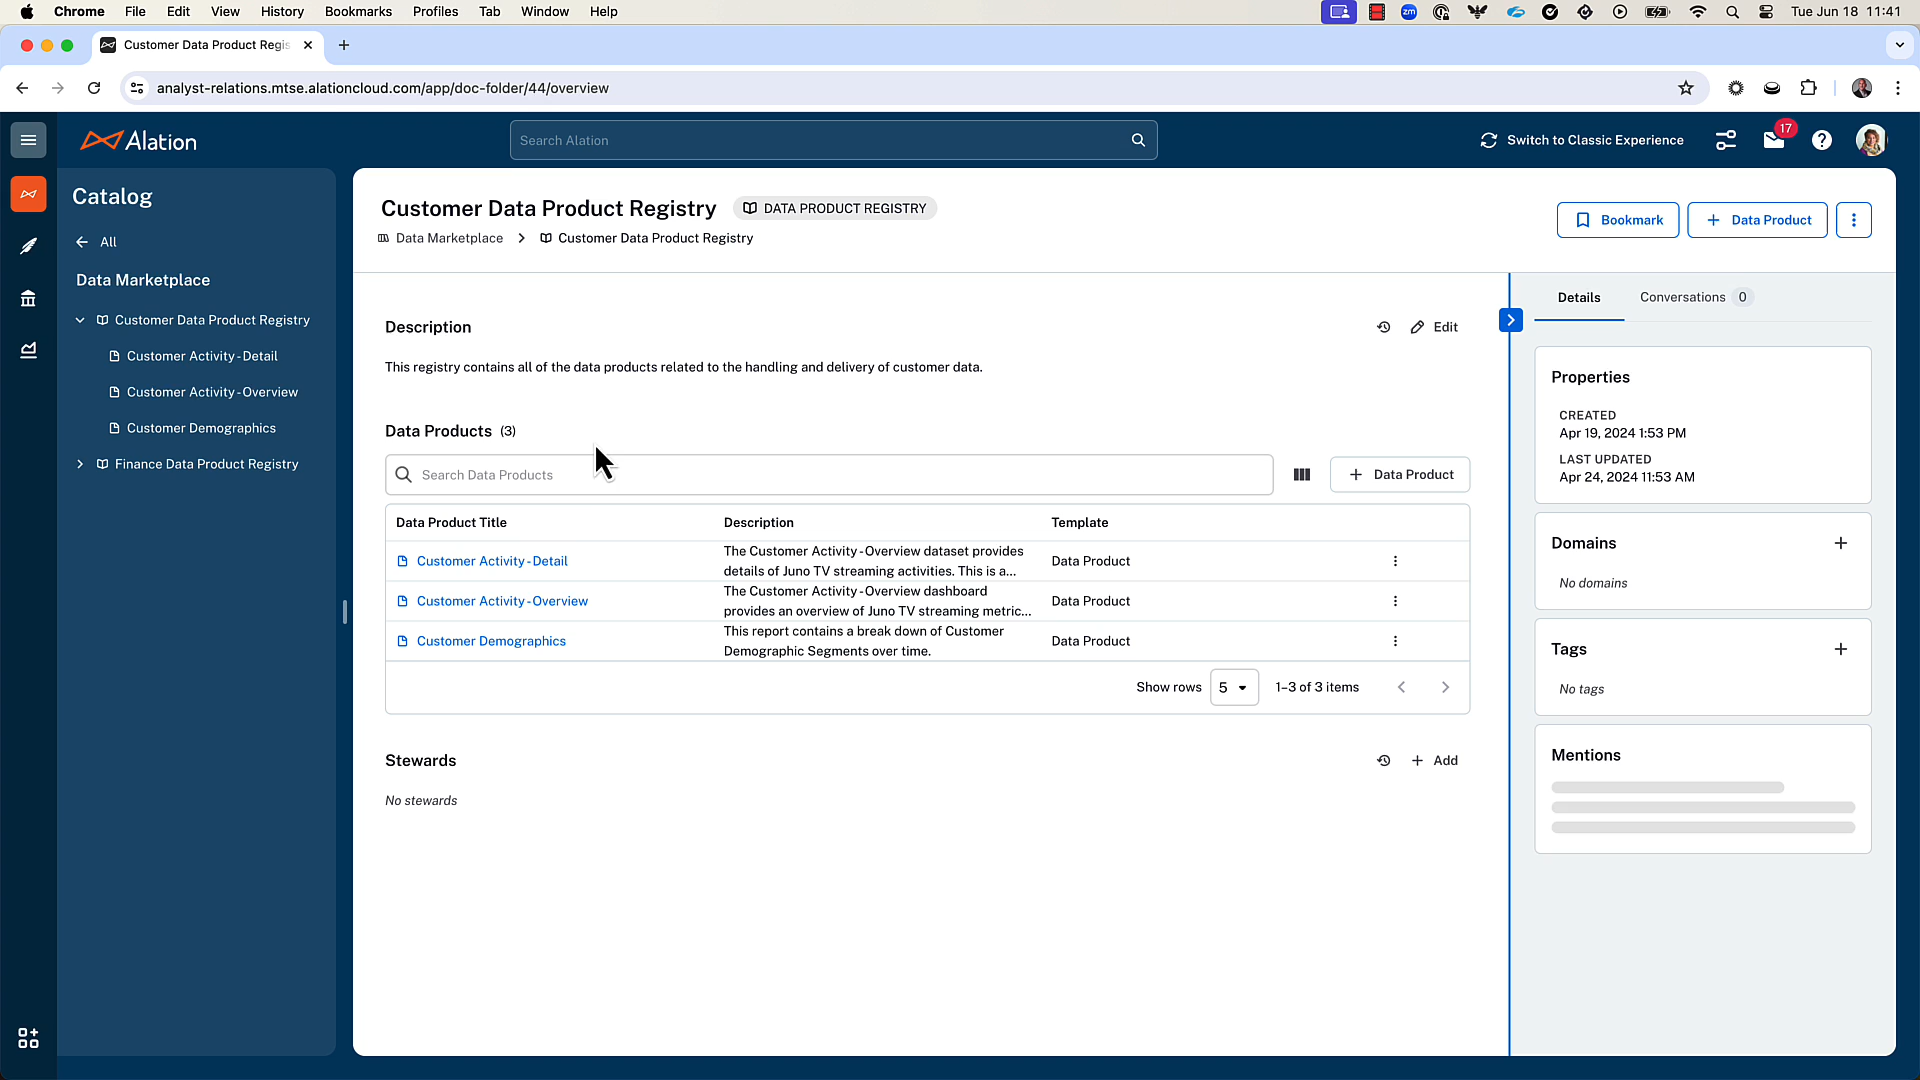 Chrome File Edit View History Bookmarks Profiles Tab Window Help
zm
Tue Jun 18 11:41
Customer Data Product Regis
analyst-relations.mtse.alationcloud.com/app/doc-folder/44/overview
Alation
Search Alation
Switch to Classic Experience
17
Catalog
All
Data Marketplace
Customer Data Product Registry
Customer Activity - Detail
Customer Activity - Overview
Customer Demographics
Finance Data Product Registry
Customer Data Product Registry
DATA PRODUCT REGISTRY
Data Marketplace > Customer Data Product Registry
Bookmark
+ Data Product
Description
Edit
This registry contains all of the data products related to the handling and delivery of customer data.
Data Products (3)
Search Data Products
+ Data Product
Data Product Title Description Template
Customer Activity - Detail
The Customer Activity - Overview dataset provides
details of Juno TV streaming activities. This is a...
Data Product
Customer Activity - Overview
The Customer Activity - Overview dashboard
provides an overview of Juno TV streaming metric...
Data Product
Customer Demographics
This report contains a break down of Customer
Demographic Segments over time.
Data Product
Show rows 5 1–3 of 3 items
Stewards
+ Add
No stewards
Details
Conversations 0
Properties
CREATED
Apr 19, 2024 1:53 PM
LAST UPDATED
Apr 24, 2024 11:53 AM
Domains
No domains
Tags
No tags
Mentions